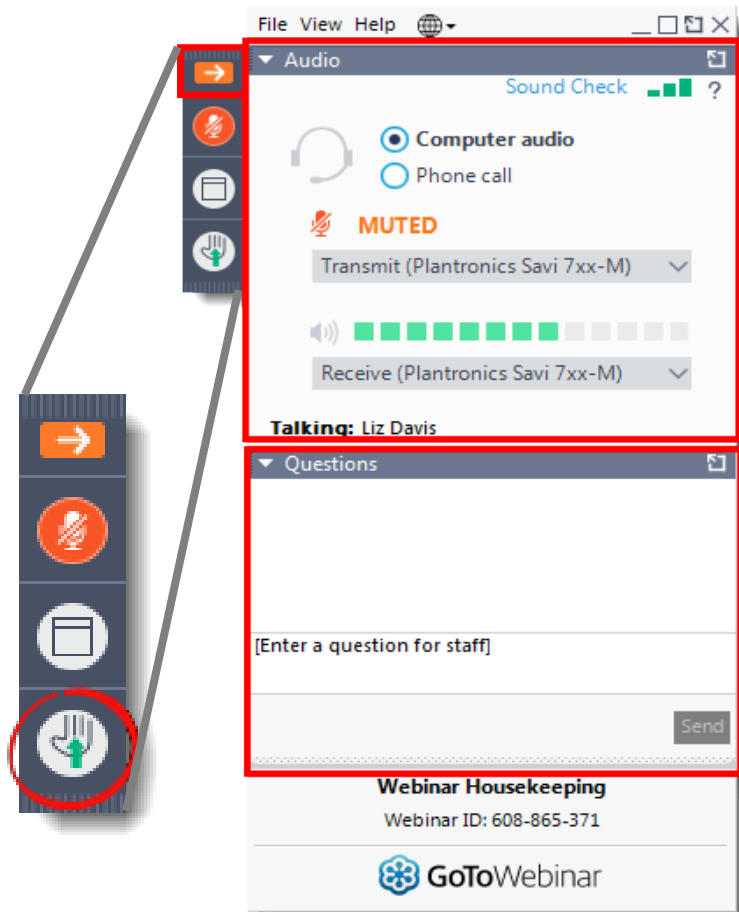 File View Help
Audio
Sound Check ?
Computer audio
Phone call
MUTED
Transmit (Plantronics Savi 7xx-M)
Receive (Plantronics Savi 7xx-M)
Talking: Liz Davis
Questions
[Enter a question for staff]
Send
Webinar Housekeeping
Webinar ID: 608-865-371
GoToWebinar